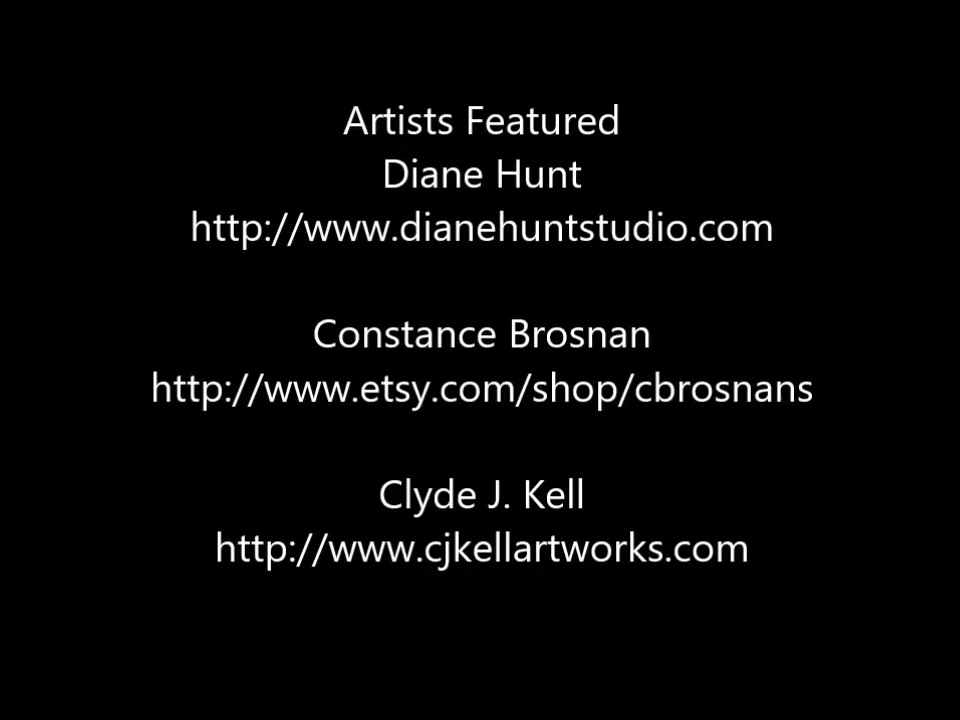 Artists Featured
Diane Hunt
http://www.dianehuntstudio.com
Constance Brosnan
http://www.etsy.com/shop/cbrosnans
Clyde J. Kell
http://www.cjkellartworks.com